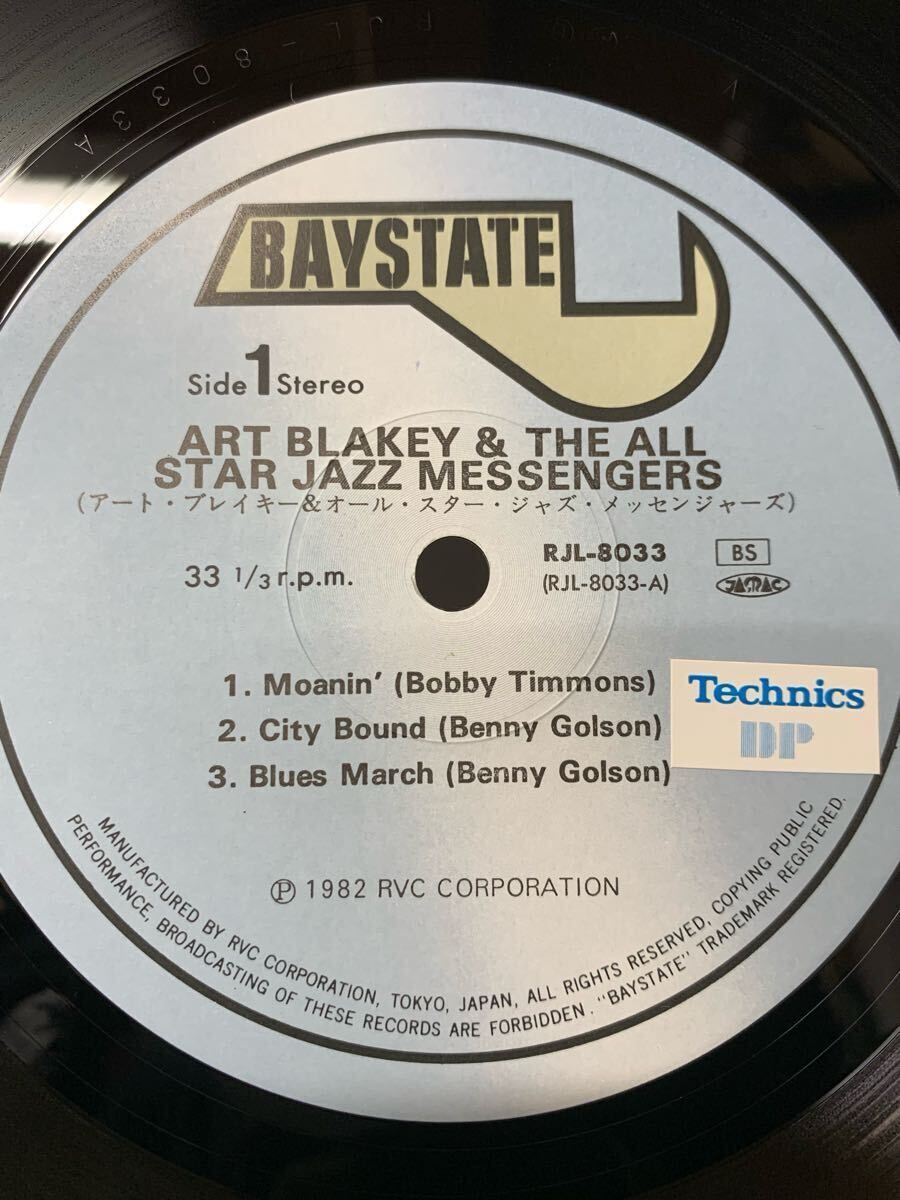 RJL-8033A
BAYSTATE
Side 1 Stereo
ART BLAKEY & THE ALL
STAR JAZZ MESSENGERS
(アート・ブレイキー&オール・スター・ジャズ・メッセンジャーズ)
33 1/3 r.p.m.
RJL-8033
BS
(RJL-8033-A)
JASRAC
1. Moanin' (Bobby Timmons)
2. City Bound (Benny Golson)
3. Blues March (Benny Golson)
Technics
DP
Ⓟ 1982 RVC CORPORATION
MANUFACTURED BY RVC CORPORATION, TOKYO, JAPAN, ALL RIGHTS RESERVED, COPYING PUBLIC
PERFORMANCE, BROADCASTING OF THESE RECORDS ARE FORBIDDEN. "BAYSTATE" TRADEMARK REGISTERED.